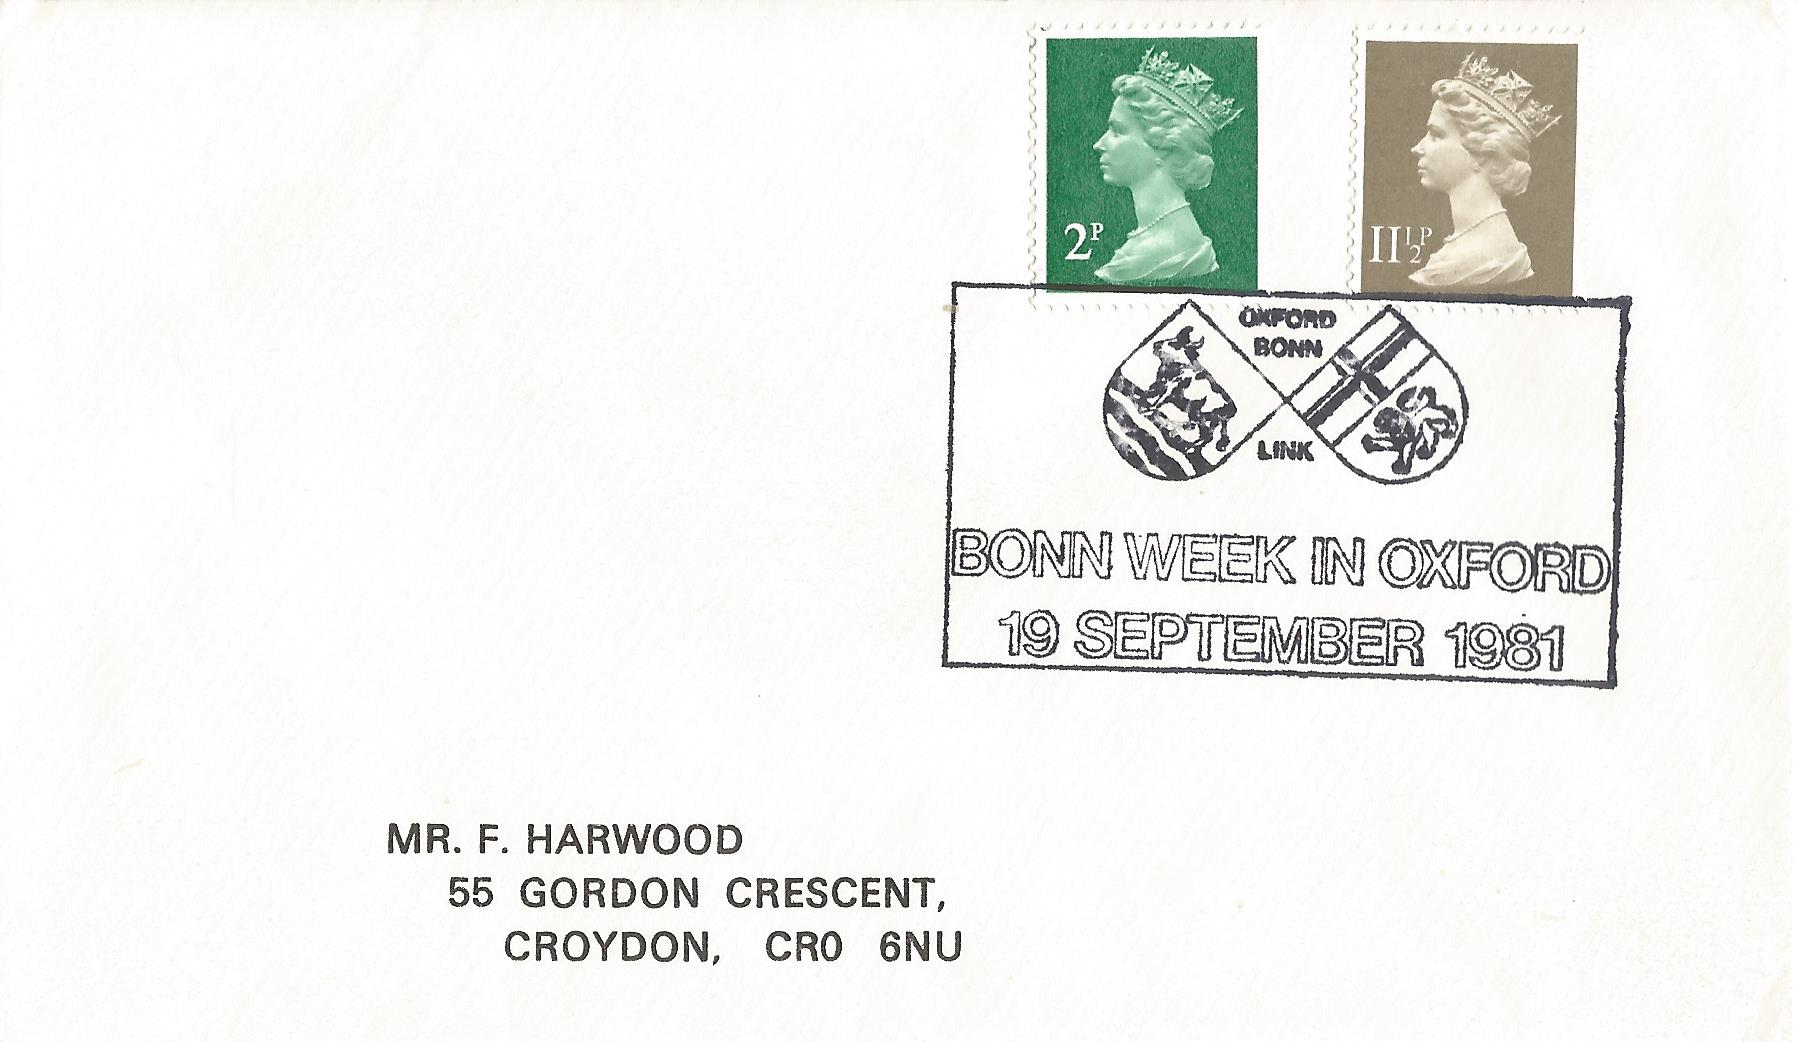 2P
11½P
OXFORD
BONN
LINK
BONN WEEK IN OXFORD
19 SEPTEMBER 1981
MR. F. HARWOOD
55 GORDON CRESCENT,
CROYDON, CR0 6NU